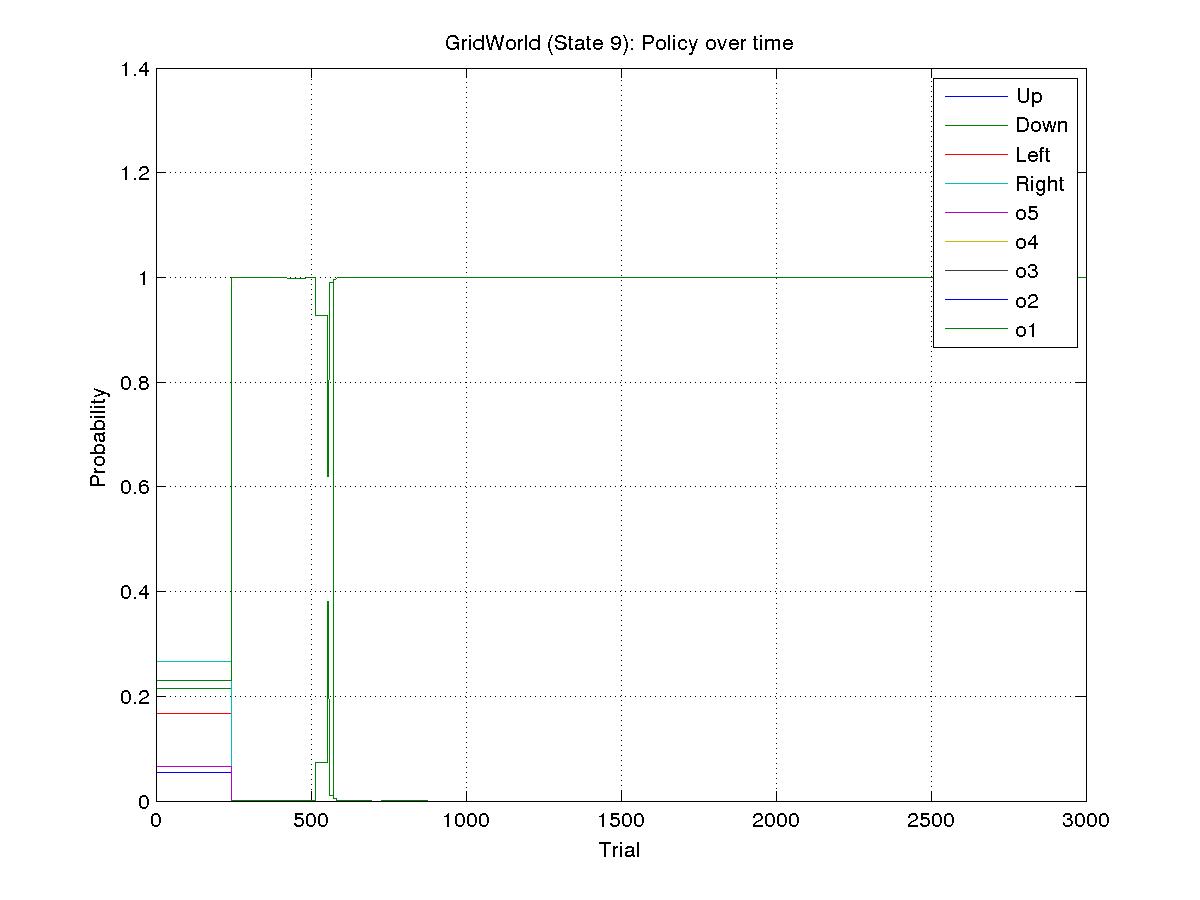 GridWorld (State 9): Policy over time
1.4
1.2
1
0.8
0.6
0.4
0.2
0
Probability
Up
Down
Left
Right
o5
o4
o3
o2
o1
0 500 1000 1500 2000 2500 3000
Trial